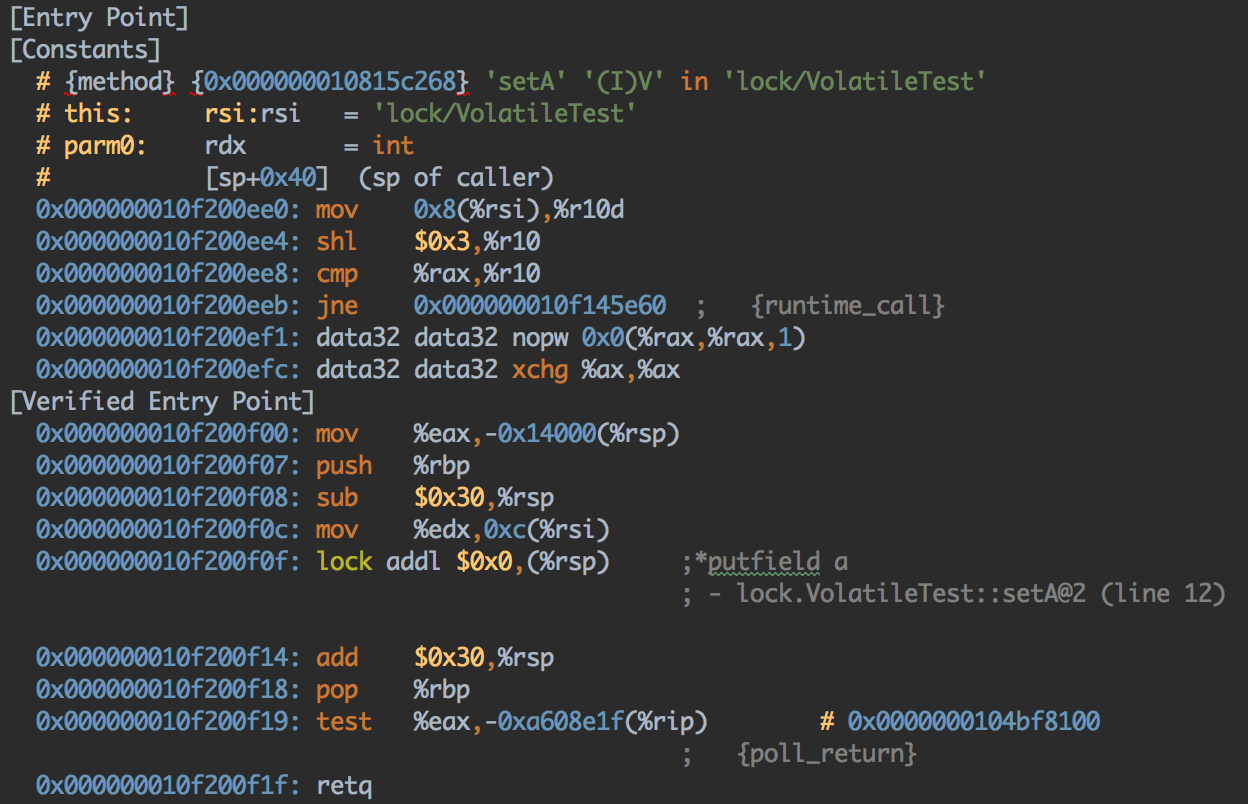 [Entry Point]
[Constants]
  # {method} {0x000000010815c268} 'setA' '(I)V' in 'lock/VolatileTest'
  # this:     rsi:rsi   = 'lock/VolatileTest'
  # parm0:    rdx       = int
  #           [sp+0x40]  (sp of caller)
  0x000000010f200ee0: mov    0x8(%rsi),%r10d
  0x000000010f200ee4: shl    $0x3,%r10
  0x000000010f200ee8: cmp    %rax,%r10
  0x000000010f200eeb: jne    0x000000010f145e60  ;   {runtime_call}
  0x000000010f200ef1: data32 data32 nopw 0x0(%rax,%rax,1)
  0x000000010f200efc: data32 data32 xchg %ax,%ax
[Verified Entry Point]
  0x000000010f200f00: mov    %eax,-0x14000(%rsp)
  0x000000010f200f07: push   %rbp
  0x000000010f200f08: sub    $0x30,%rsp
  0x000000010f200f0c: mov    %edx,0xc(%rsi)
  0x000000010f200f0f: lock addl $0x0,(%rsp)     ;*putfield a
                                                ; - lock.VolatileTest::setA@2 (line 12)
  0x000000010f200f14: add    $0x30,%rsp
  0x000000010f200f18: pop    %rbp
  0x000000010f200f19: test   %eax,-0xa608e1f(%rip)        # 0x0000000104bf8100
                                                ;   {poll_return}
  0x000000010f200f1f: retq